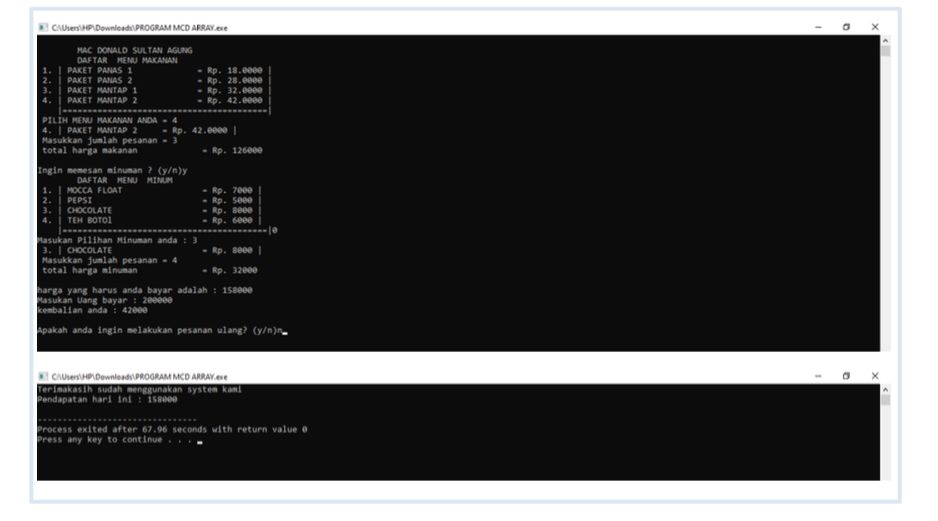 C:\Users\HP\Downloads\PROGRAM MCD ARRAY.exe
MAC DONALD SULTAN AGUNG
DAFTAR MENU MAKANAN
1. | PAKET PANAS 1 = Rp. 18.0000 |
2. | PAKET PANAS 2 = Rp. 28.0000 |
3. | PAKET MANTAP 1 = Rp. 32.0000 |
4. | PAKET MANTAP 2 = Rp. 42.0000 |
|=========================================|
PILIH MENU MAKANAN ANDA = 4
4. | PAKET MANTAP 2 = Rp. 42.0000 |
Masukkan jumlah pesanan = 3
total harga makanan = Rp. 126000
Ingin memesan minuman ? (y/n)y
DAFTAR MENU MINUM
1. | MOCCA FLOAT = Rp. 7000 |
2. | PEPSI = Rp. 5000 |
3. | CHOCOLATE = Rp. 8000 |
4. | TEH BOTOl = Rp. 6000 |
|=========================================|0
Masukan Pilihan Minuman anda : 3
3. | CHOCOLATE = Rp. 8000 |
Masukkan jumlah pesanan = 4
total harga minuman = Rp. 32000
harga yang harus anda bayar adalah : 158000
Masukan Uang bayar : 200000
kembalian anda : 42000
Apakah anda ingin melakukan pesanan ulang? (y/n)n_
C:\Users\HP\Downloads\PROGRAM MCD ARRAY.exe
Terimakasih sudah menggunakan system kami
Pendapatan hari ini : 158000
--------------------------------
Process exited after 67.96 seconds with return value 0
Press any key to continue . . . _